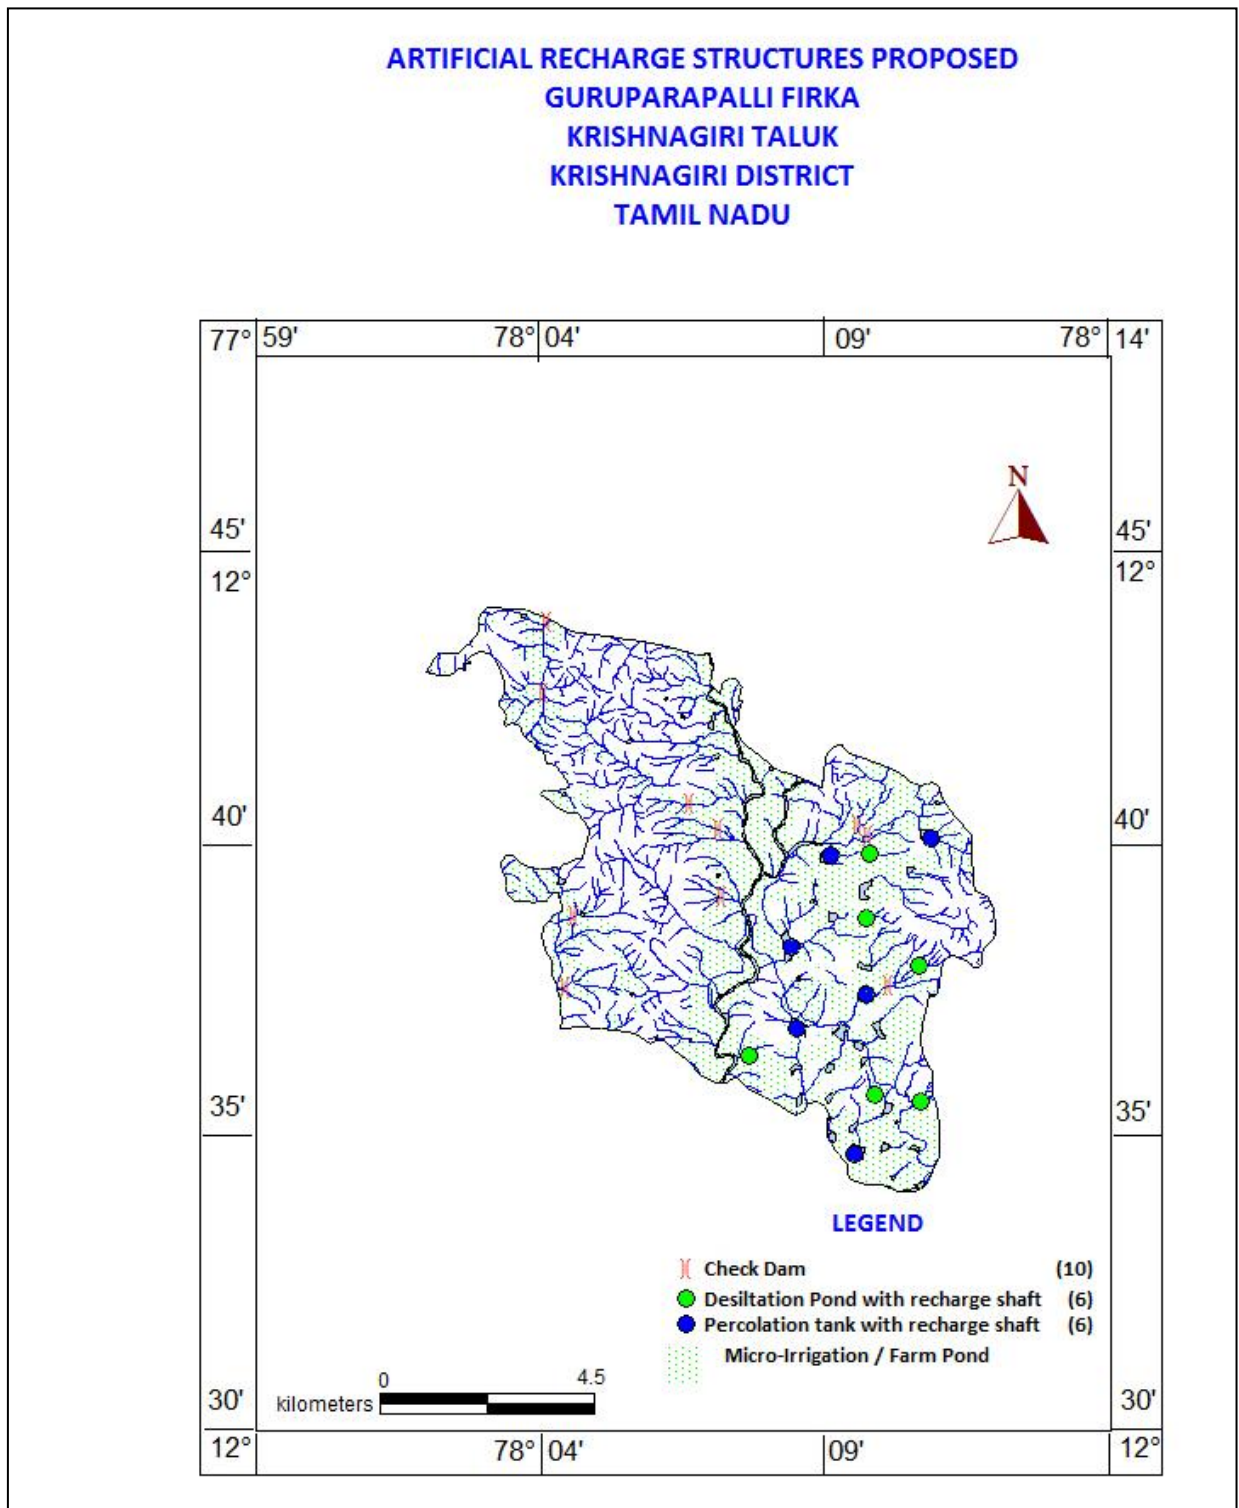 ARTIFICIAL RECHARGE STRUCTURES PROPOSED
GURUPARAPALLI FIRKA
KRISHNAGIRI TALUK
KRISHNAGIRI DISTRICT
TAMIL NADU
77° 59' 78° 04' 09' 78° 14'
N
45' 45'
12° 12°
40' 40'
35' 35'
LEGEND
Check Dam (10)
Desiltation Pond with recharge shaft (6)
Percolation tank with recharge shaft (6)
Micro-Irrigation / Farm Pond
0 4.5
kilometers
30' 30'
12° 78° 04' 09' 12°